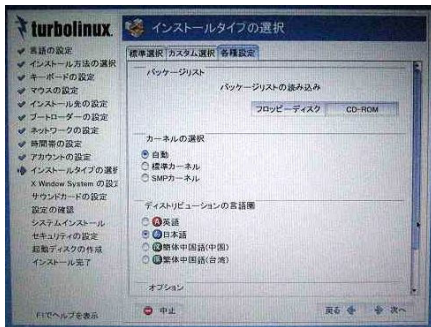 turbolinux.
インストールタイプの選択
言語の設定
インストール方法の選択
キーボードの設定
マウスの設定
インストール先の設定
ブートローダーの設定
ネットワークの設定
時間帯の設定
アカウントの設定
インストールタイプの選択
X Window System の設定
サウンドカードの設定
設定の確認
システムインストール
セキュリティの設定
起動ディスクの作成
インストール完了
F1でヘルプを表示
標準選択 カスタム選択 各種設定
パッケージリスト
パッケージリストの読み込み
フロッピーディスク CD-ROM
カーネルの選択
自動
標準カーネル
SMPカーネル
ディストリビューションの言語圏
英語
日本語
簡体中国語(中国)
繁体中国語(台湾)
オプション
中止
戻る 次へ